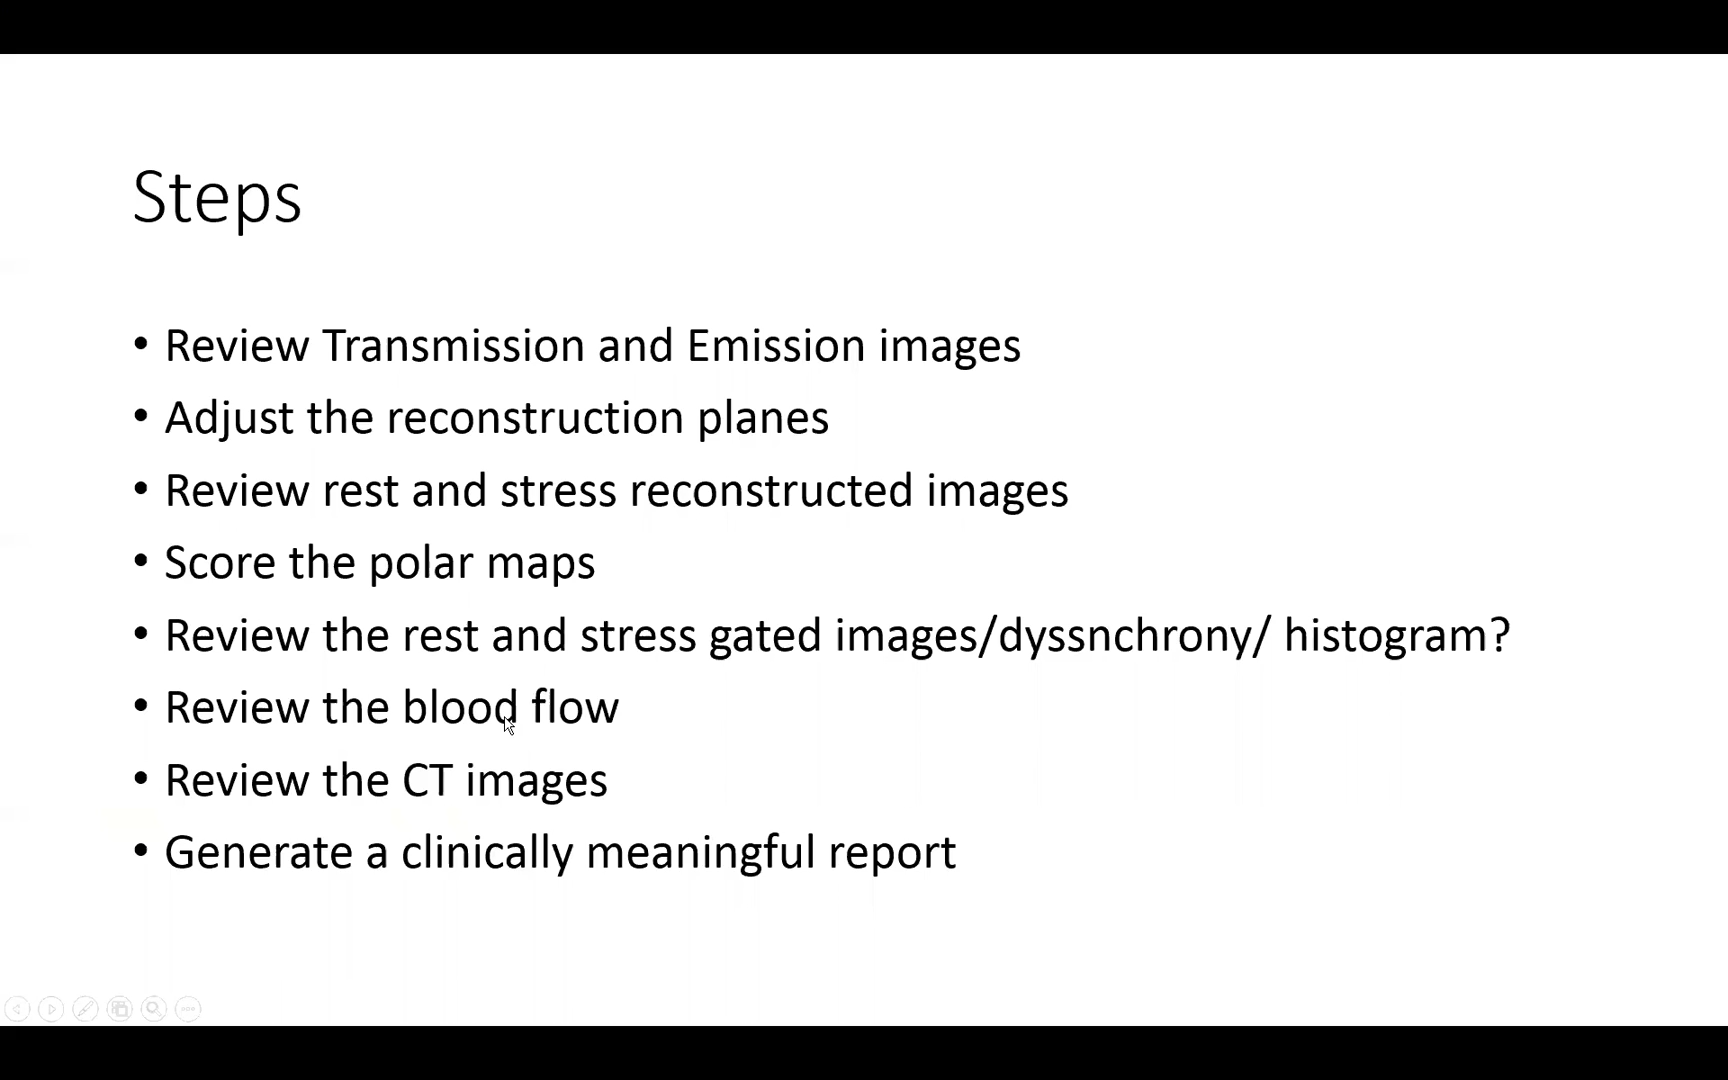 Steps
• Review Transmission and Emission images
• Adjust the reconstruction planes
• Review rest and stress reconstructed images
• Score the polar maps
• Review the rest and stress gated images/dyssnchrony/ histogram?
• Review the blood flow
• Review the CT images
• Generate a clinically meaningful report